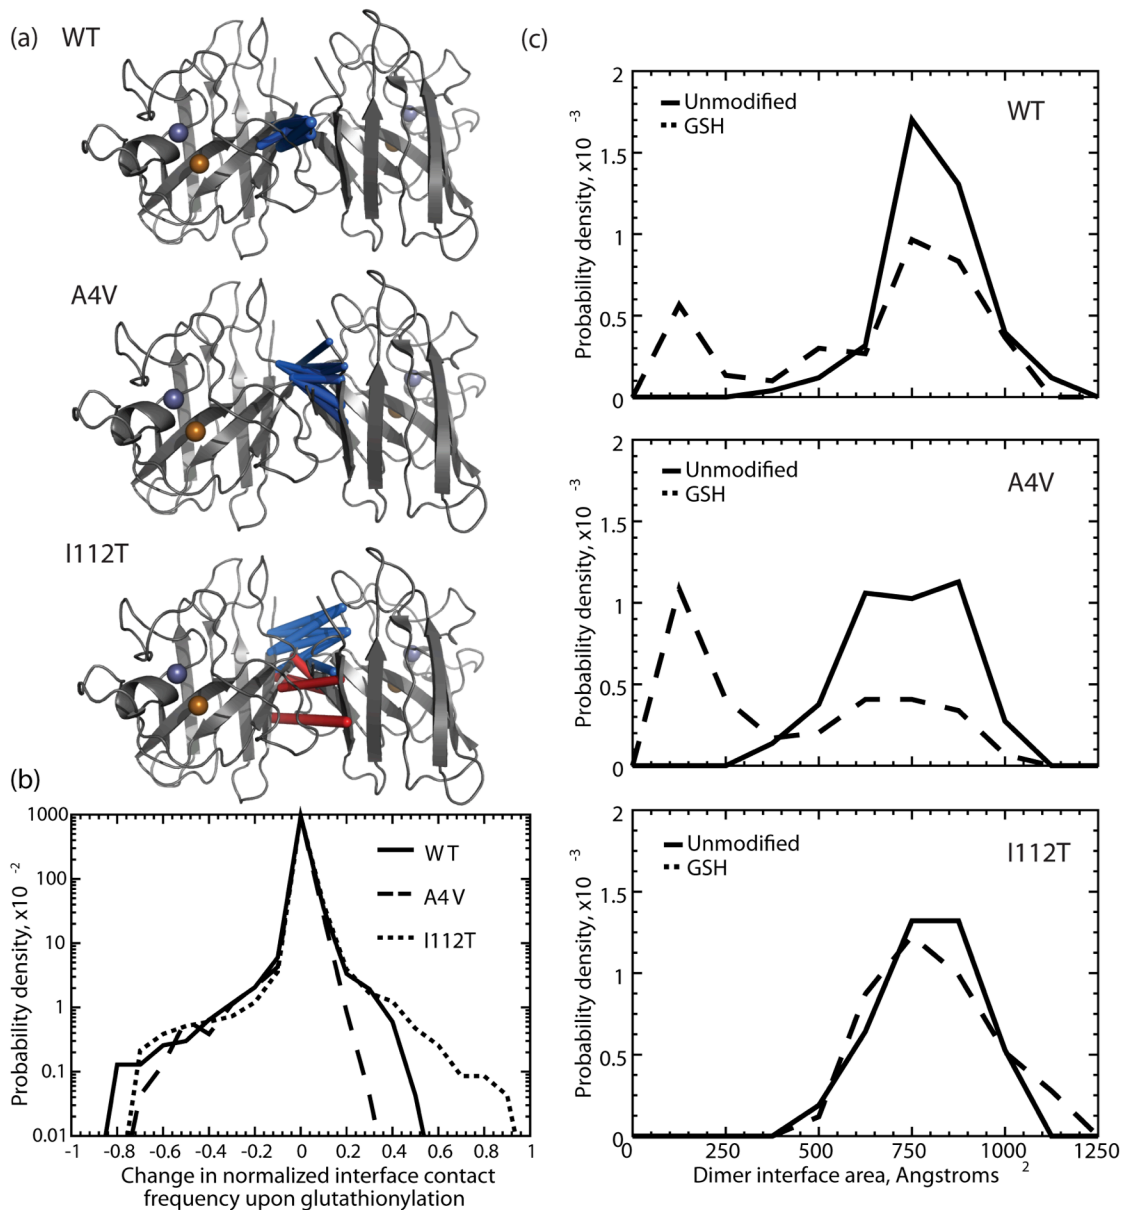 (a)
WT
A4V
I112T
(b)
1000
100
10
1
0.1
0.01
-1 -0.8 -0.6 -0.4 -0.2 0 0.2 0.4 0.6 0.8 1
Probability density, x10 -2
WT
A4V
I112T
Change in normalized interface contact
frequency upon glutathionylation
(c)
2
1.5
1
0.5
0
Probability density, x10 -3
Unmodified
GSH
WT
2
1.5
1
0.5
0
Probability density, x10 -3
Unmodified
GSH
A4V
2
1.5
1
0.5
0
Probability density, x10 -3
Unmodified
GSH
I112T
0 250 500 750 1000 1250
Dimer interface area, Angstroms 2